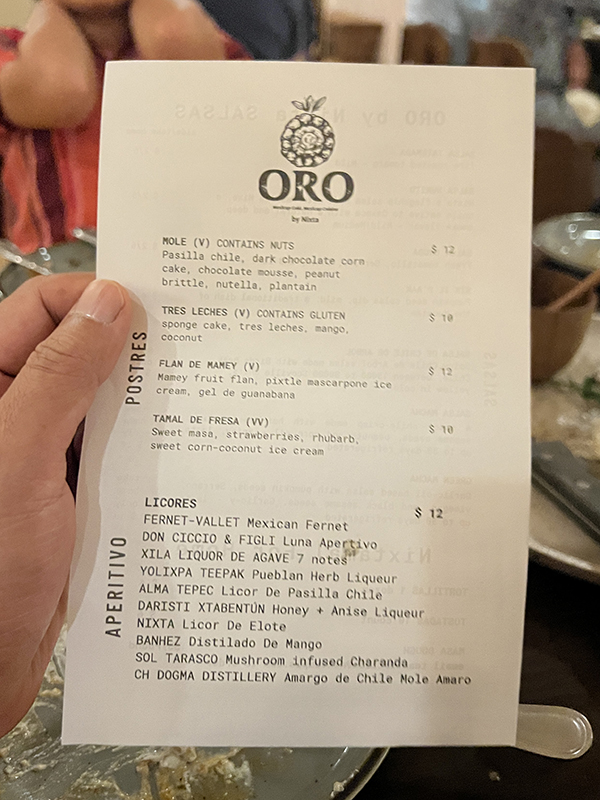 ORO
by Nixta
POSTRES
MOLE (V) CONTAINS NUTS $ 12
Pasilla chile, dark chocolate corn
cake, chocolate mousse, peanut
brittle, nutella, plantain
TRES LECHES (V) CONTAINS GLUTEN $ 10
sponge cake, tres leches, mango,
coconut
FLAN DE MAMEY (V) $ 12
Mamey fruit flan, pixtle mascarpone ice
cream, gel de guanabana
TAMAL DE FRESA (VV) $ 10
Sweet masa, strawberries, rhubarb,
sweet corn-coconut ice cream
APERITIVO
LICORES $ 12
FERNET-VALLET Mexican Fernet
DON CICCIO & FIGLI Luna Apertivo
XILA LIQUOR DE AGAVE 7 notes
YOLIXPA TEEPAK Pueblan Herb Liqueur
ALMA TEPEC Licor De Pasilla Chile
DARISTI XTABENTÚN Honey + Anise Liqueur
NIXTA Licor De Elote
BANHEZ Distilado De Mango
SOL TARASCO Mushroom infused Charanda
CH DOGMA DISTILLERY Amargo de Chile Mole Amaro